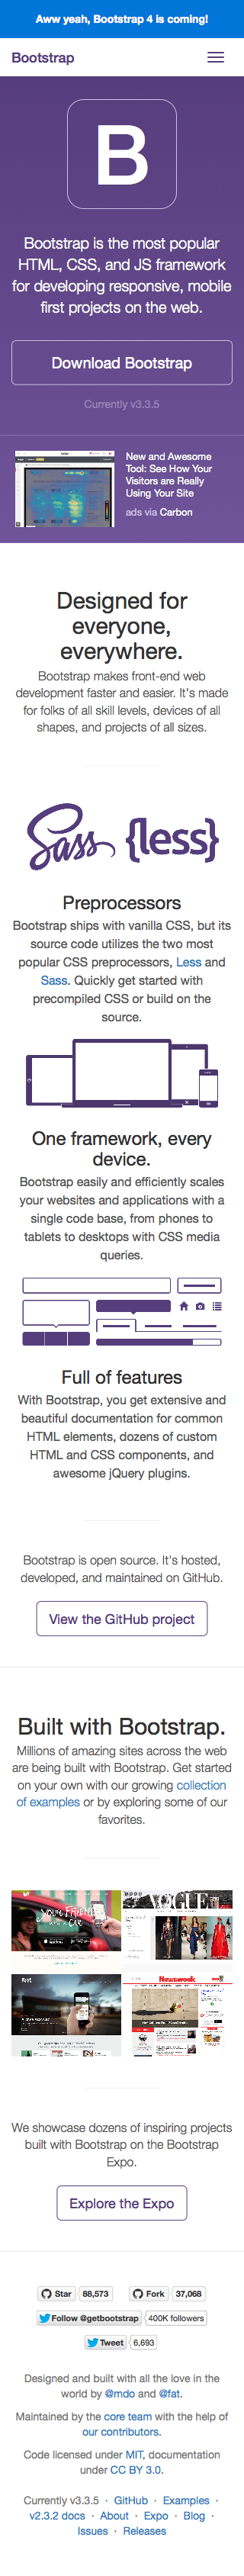 Aww yeah, Bootstrap 4 is coming!
Bootstrap
B
Bootstrap is the most popular
HTML, CSS, and JS framework
for developing responsive, mobile
first projects on the web.
Download Bootstrap
Currently v3.3.5
New and Awesome
Tool: See How Your
Visitors are Really
Using Your Site
ads via Carbon
Designed for
everyone,
everywhere.
Bootstrap makes front-end web
development faster and easier. It's made
for folks of all skill levels, devices of all
shapes, and projects of all sizes.
Sass {less}
Preprocessors
Bootstrap ships with vanilla CSS, but its
source code utilizes the two most
popular CSS preprocessors, Less and
Sass. Quickly get started with
precompiled CSS or build on the
source.
One framework, every
device.
Bootstrap easily and efficiently scales
your websites and applications with a
single code base, from phones to
tablets to desktops with CSS media
queries.
Full of features
With Bootstrap, you get extensive and
beautiful documentation for common
HTML elements, dozens of custom
HTML and CSS components, and
awesome jQuery plugins.
Bootstrap is open source. It's hosted,
developed, and maintained on GitHub.
View the GitHub project
Built with Bootstrap.
Millions of amazing sites across the web
are being built with Bootstrap. Get started
on your own with our growing collection
of examples or by exploring some of our
favorites.
YOUR FRIEND
VOGUE
Newsweek
We showcase dozens of inspiring projects
built with Bootstrap on the Bootstrap
Expo.
Explore the Expo
Star 88,573 Fork 37,068
Follow @getbootstrap 400K followers
Tweet 6,693
Designed and built with all the love in the
world by @mdo and @fat.
Maintained by the core team with the help of
our contributors.
Code licensed under MIT, documentation
under CC BY 3.0.
Currently v3.3.5 · GitHub · Examples ·
v2.3.2 docs · About · Expo · Blog ·
Issues · Releases